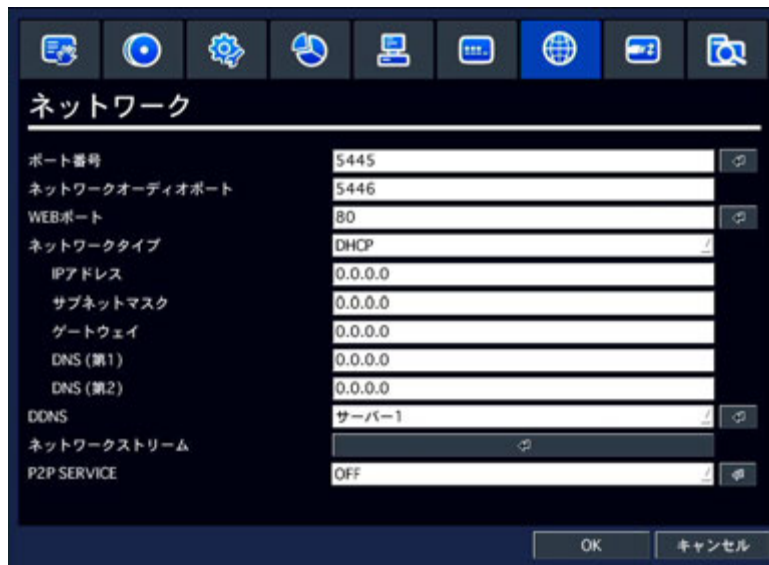 ネットワーク
ポート番号 5445
ネットワークオーディオポート 5446
WEBポート 80
ネットワークタイプ DHCP
IPアドレス 0.0.0.0
サブネットマスク 0.0.0.0
ゲートウェイ 0.0.0.0
DNS (第1) 0.0.0.0
DNS (第2) 0.0.0.0
DDNS サーバー1
ネットワークストリーム
P2P SERVICE OFF
OK キャンセル